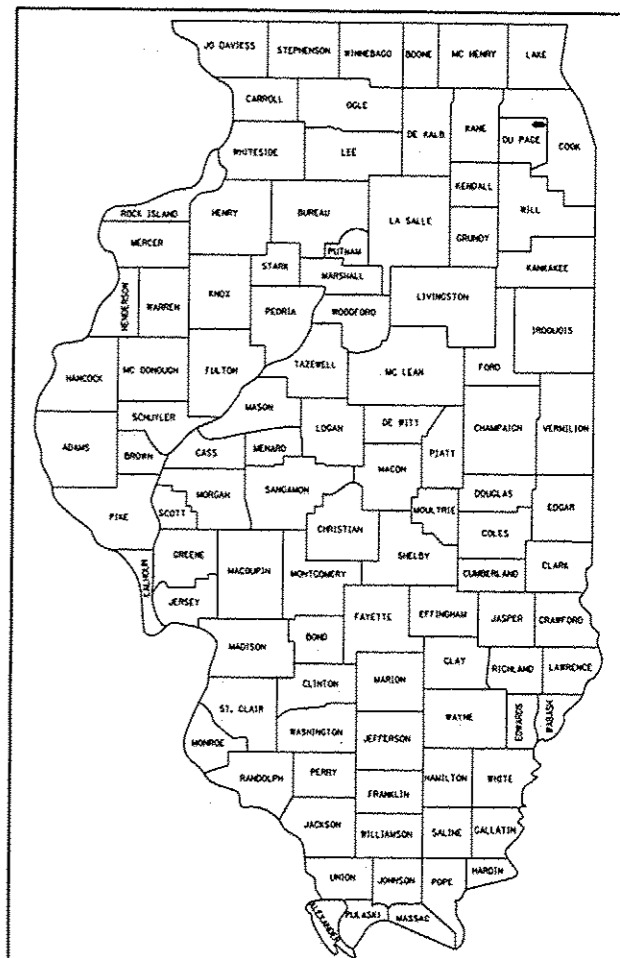 JO DAVIESS STEPHENSON WINNEBAGO BOONE MC HENRY LAKE
CARROLL OGLE DE KALB KANE DU PAGE COOK
WHITESIDE LEE
KENDALL
ROCK ISLAND HENRY BUREAU LA SALLE WILL
MERCER PUTNAM GRUNDY
STARK MARSHALL KANKAKEE
HENDERSON WARREN KNOX PEORIA WOODFORD LIVINGSTON IROQUOIS
HANCOCK MC DONOUGH FULTON TAZEWELL MC LEAN FORD
SCHUYLER MASON LOGAN DE WITT CHAMPAIGN VERMILION
ADAMS BROWN CASS MENARD MACON PIATT
PIKE SCOTT MORGAN SANGAMON CHRISTIAN MOULTRIE DOUGLAS EDGAR
COLES
CALHOUN GREENE MACOUPIN MONTGOMERY SHELBY CUMBERLAND CLARK
JERSEY
MADISON BOND FAYETTE EFFINGHAM JASPER CRAWFORD
CLINTON MARION CLAY RICHLAND LAWRENCE
ST. CLAIR WASHINGTON JEFFERSON WAYNE EDWARDS WABASH
MONROE
RANDOLPH PERRY FRANKLIN HAMILTON WHITE
JACKSON WILLIAMSON SALINE GALLATIN
UNION JOHNSON POPE HARDIN
ALEXANDER PULASKI MASSAC